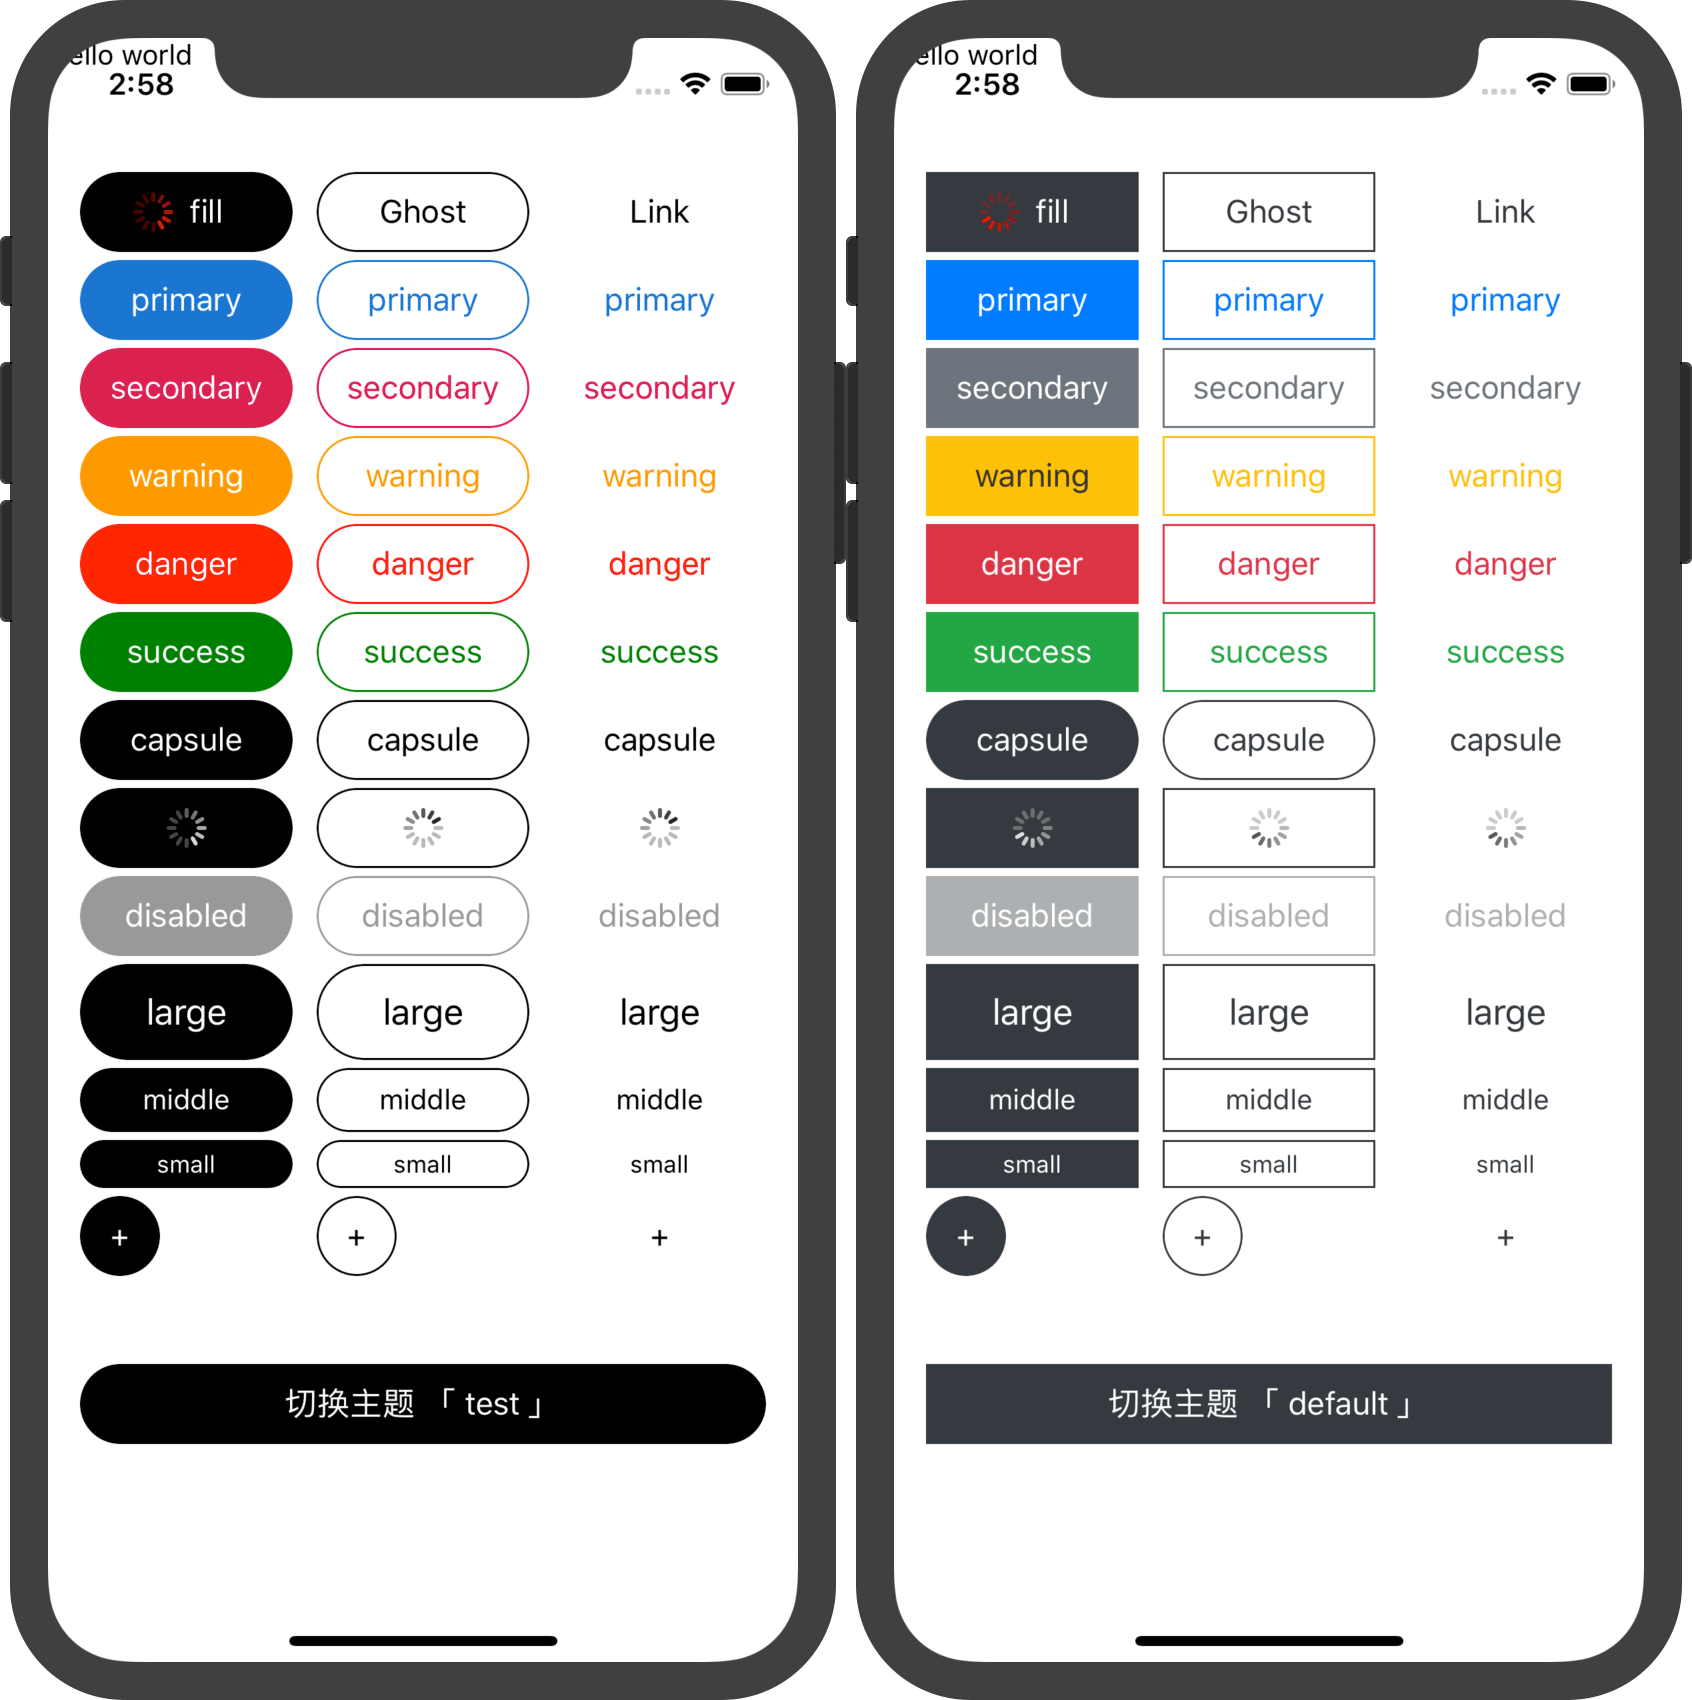 ello world
2:58
fill Ghost Link
primary primary primary
secondary secondary secondary
warning warning warning
danger danger danger
success success success
capsule capsule capsule
disabled disabled disabled
large large large
middle middle middle
small small small
+ + +
切换主题 「 test 」
ello world
2:58
fill Ghost Link
primary primary primary
secondary secondary secondary
warning warning warning
danger danger danger
success success success
capsule capsule capsule
disabled disabled disabled
large large large
middle middle middle
small small small
+ + +
切换主题 「 default 」